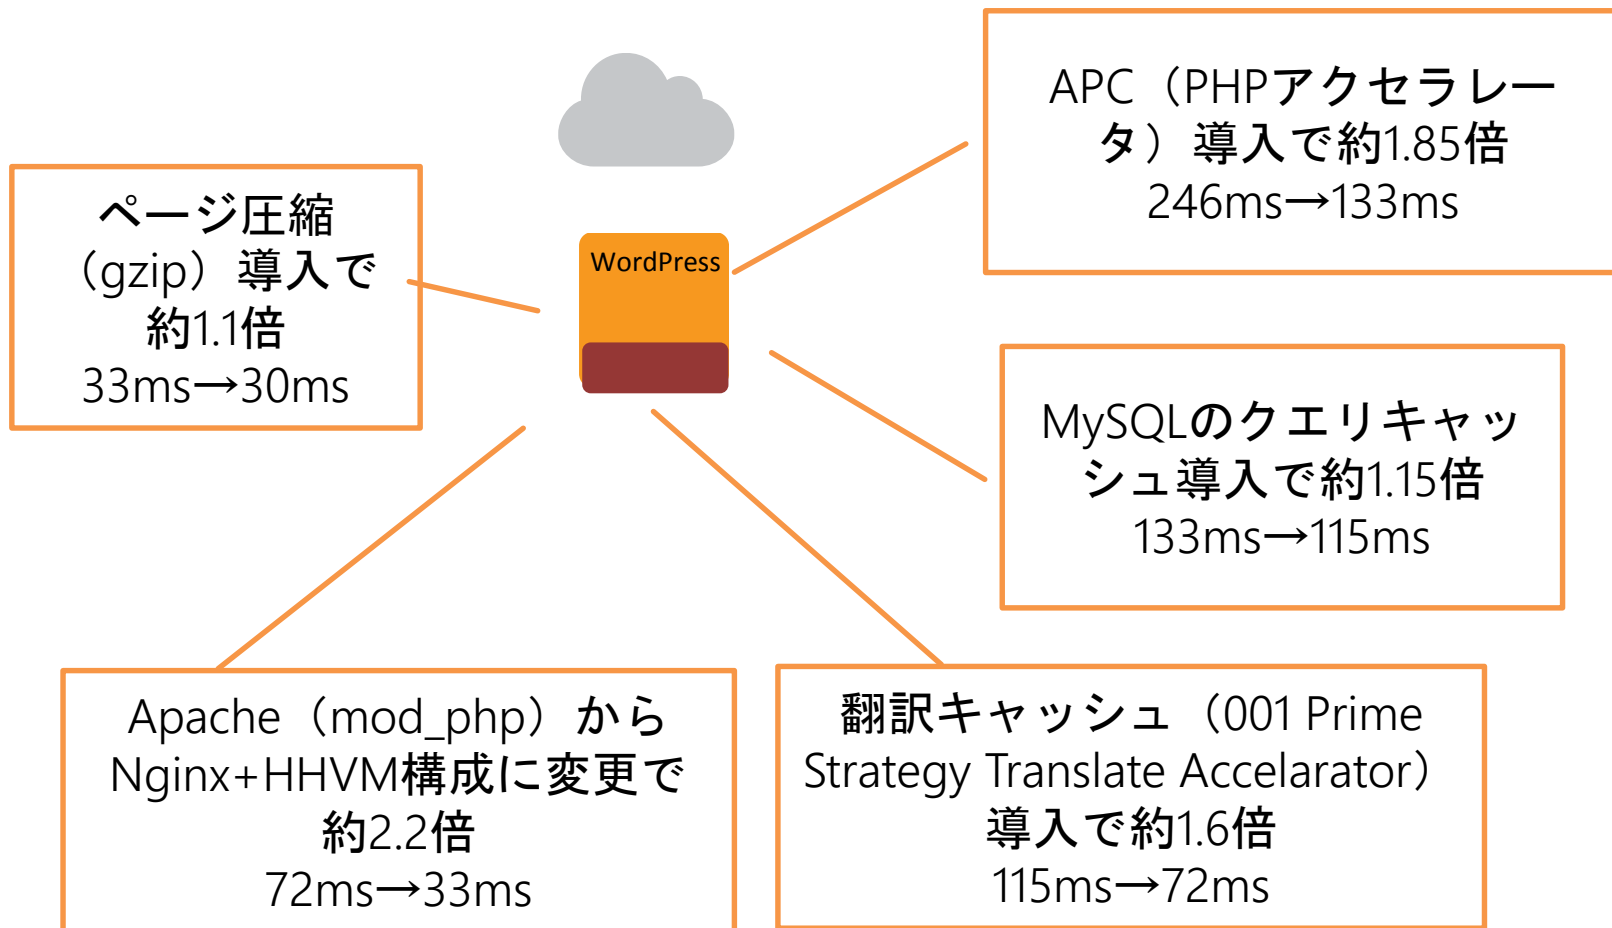 APC（PHPアクセラレー
タ）導入で約1.85倍
246ms→133ms
ページ圧縮
（gzip）導入で
約1.1倍
33ms→30ms
WordPress
MySQLのクエリキャッ
シュ導入で約1.15倍
133ms→115ms
Apache（mod_php）から
Nginx+HHVM構成に変更で
約2.2倍
72ms→33ms
翻訳キャッシュ（001 Prime
Strategy Translate Accelarator）
導入で約1.6倍
115ms→72ms